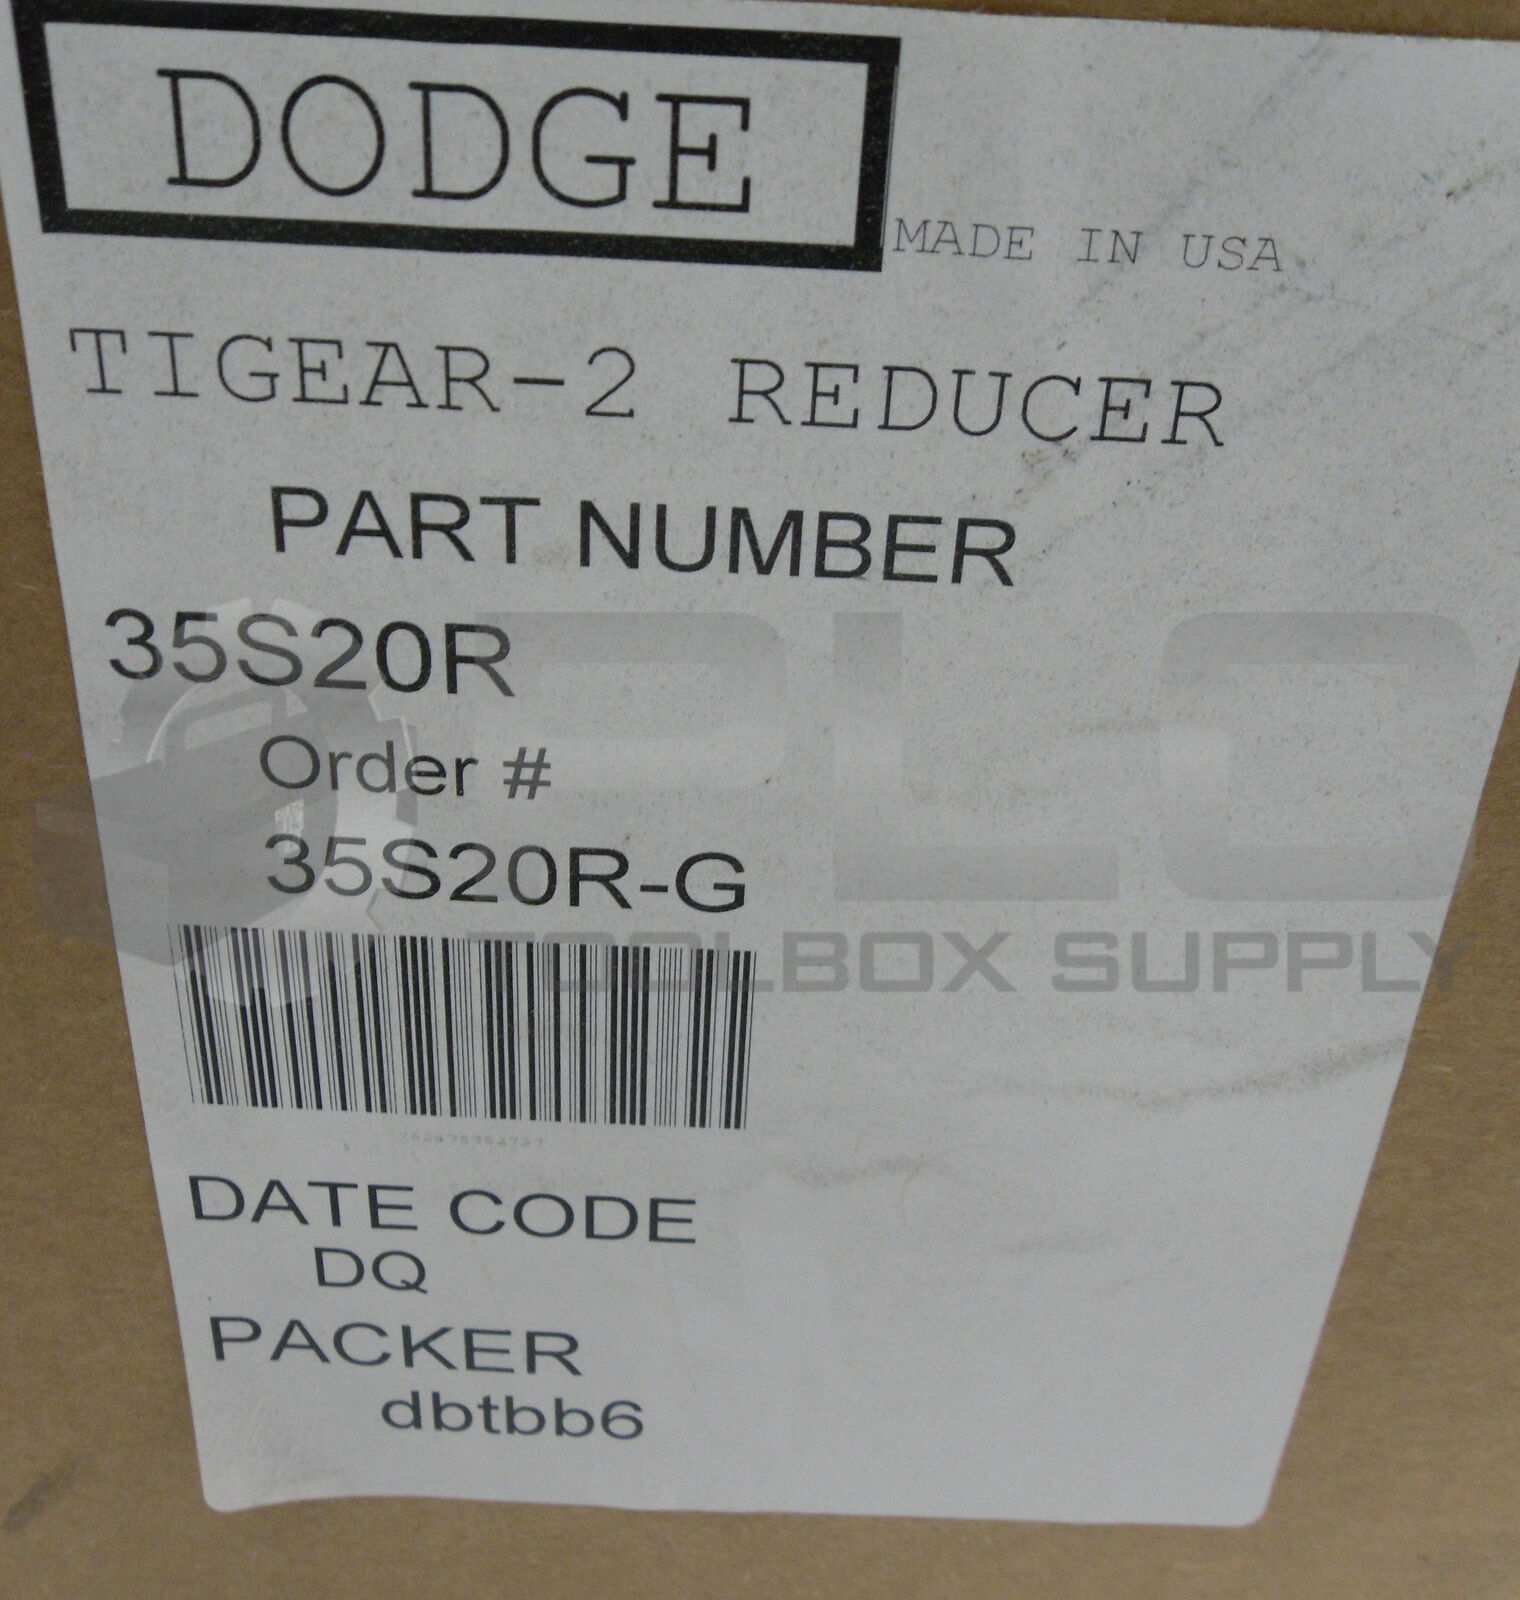 DODGE
MADE IN USA
TIGEAR-2 REDUCER
PART NUMBER
35S20R
Order #
35S20R-G
PLC
TOOLBOX SUPPLY
DATE CODE
DQ
PACKER
dbtbb6